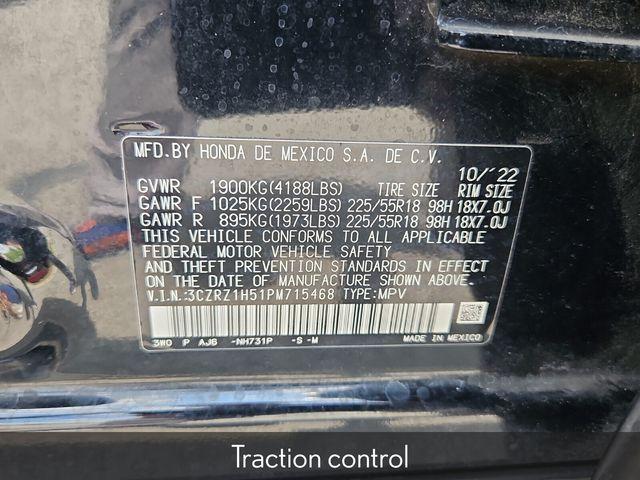 MFD.BY HONDA DE MEXICO S.A. DE C.V.
10/'22
GVWR 1900KG(4188LBS) TIRE SIZE RIM SIZE
GAWR F 1025KG(2259LBS) 225/55R18 98H 18X7.0J
GAWR R 895KG(1973LBS) 225/55R18 98H 18X7.0J
THIS VEHICLE CONFORMS TO ALL APPLICABLE
FEDERAL MOTOR VEHICLE SAFETY
AND THEFT PREVENTION STANDARDS IN EFFECT
ON THE DATE OF MANUFACTURE SHOWN ABOVE.
V.I.N.:3CZRZ1H51PM715468 TYPE:MPV
3W0 P AJ6 -NH731P -S-M MADE IN MEXICO
Traction control